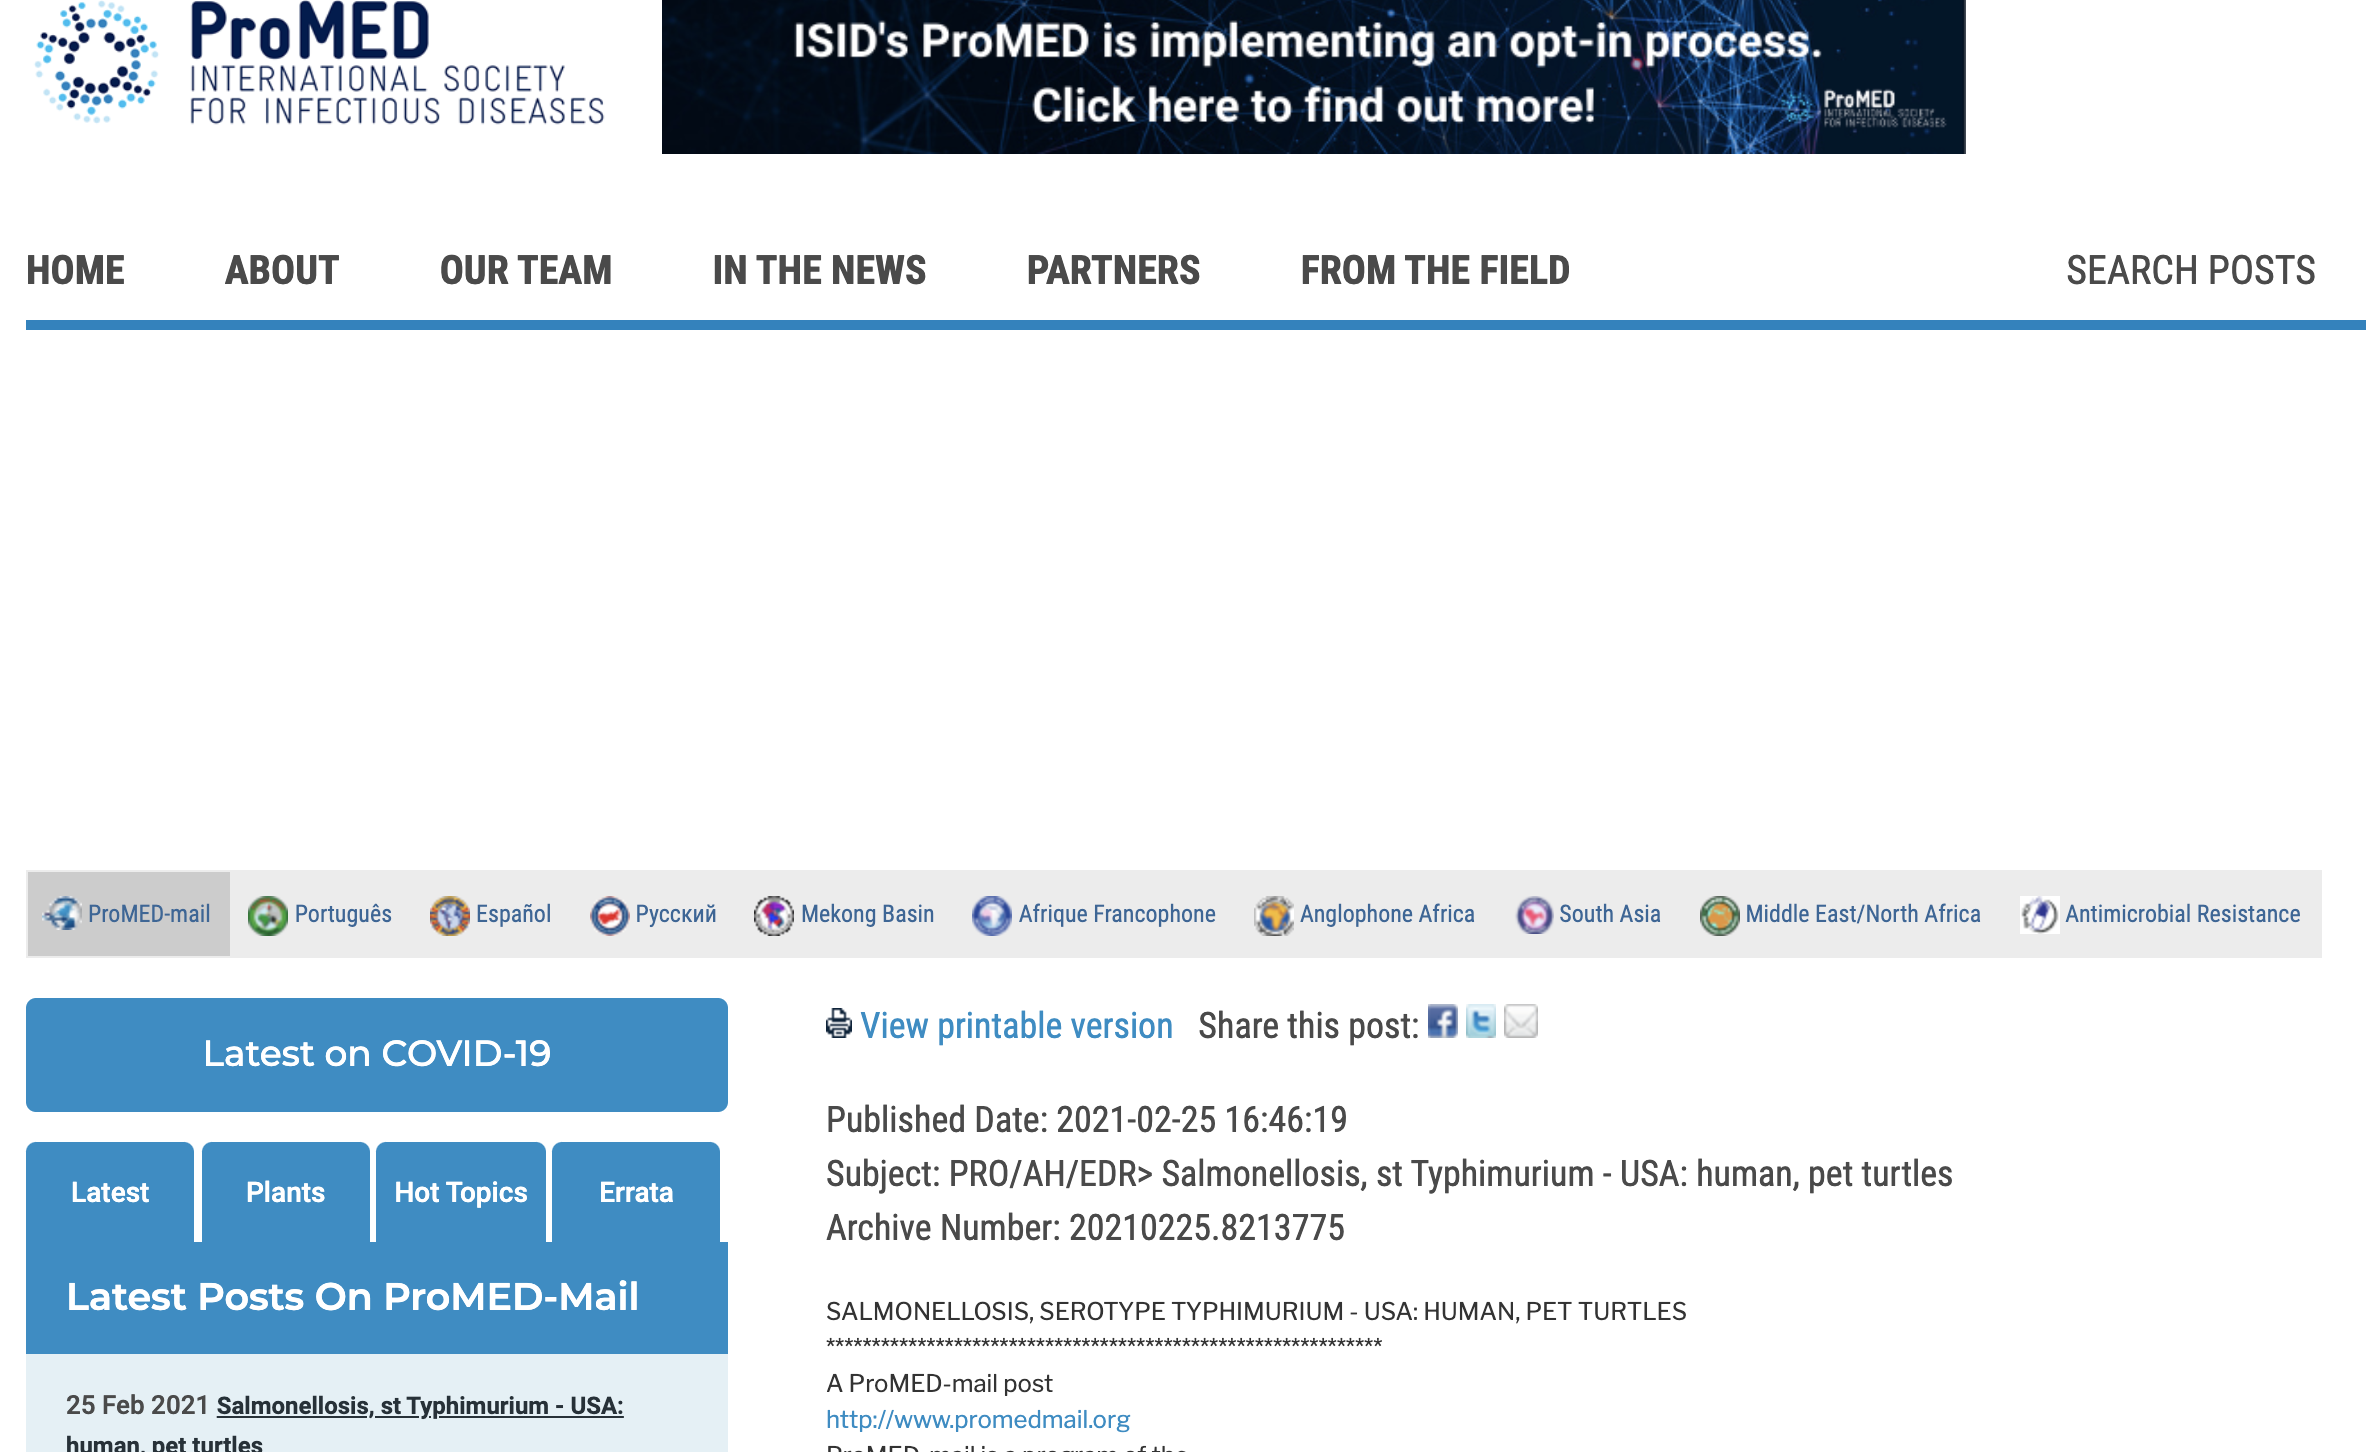 ProMED
INTERNATIONAL SOCIETY
FOR INFECTIOUS DISEASES
ISID's ProMED is implementing an opt-in process.
Click here to find out more!
ProMED
INTERNATIONAL SOCIETY
FOR INFECTIOUS DISEASES
HOME ABOUT OUR TEAM IN THE NEWS PARTNERS FROM THE FIELD SEARCH POSTS
ProMED-mail Português Español Русский Mekong Basin Afrique Francophone Anglophone Africa South Asia Middle East/North Africa Antimicrobial Resistance
Latest on COVID-19
Latest Plants Hot Topics Errata
Latest Posts On ProMED-Mail
25 Feb 2021 Salmonellosis, st Typhimurium - USA:
human, pet turtles
View printable version Share this post:
Published Date: 2021-02-25 16:46:19
Subject: PRO/AH/EDR> Salmonellosis, st Typhimurium - USA: human, pet turtles
Archive Number: 20210225.8213775
SALMONELLOSIS, SEROTYPE TYPHIMURIUM - USA: HUMAN, PET TURTLES
*************************************************************
A ProMED-mail post
http://www.promedmail.org
ProMED-mail is a program of the